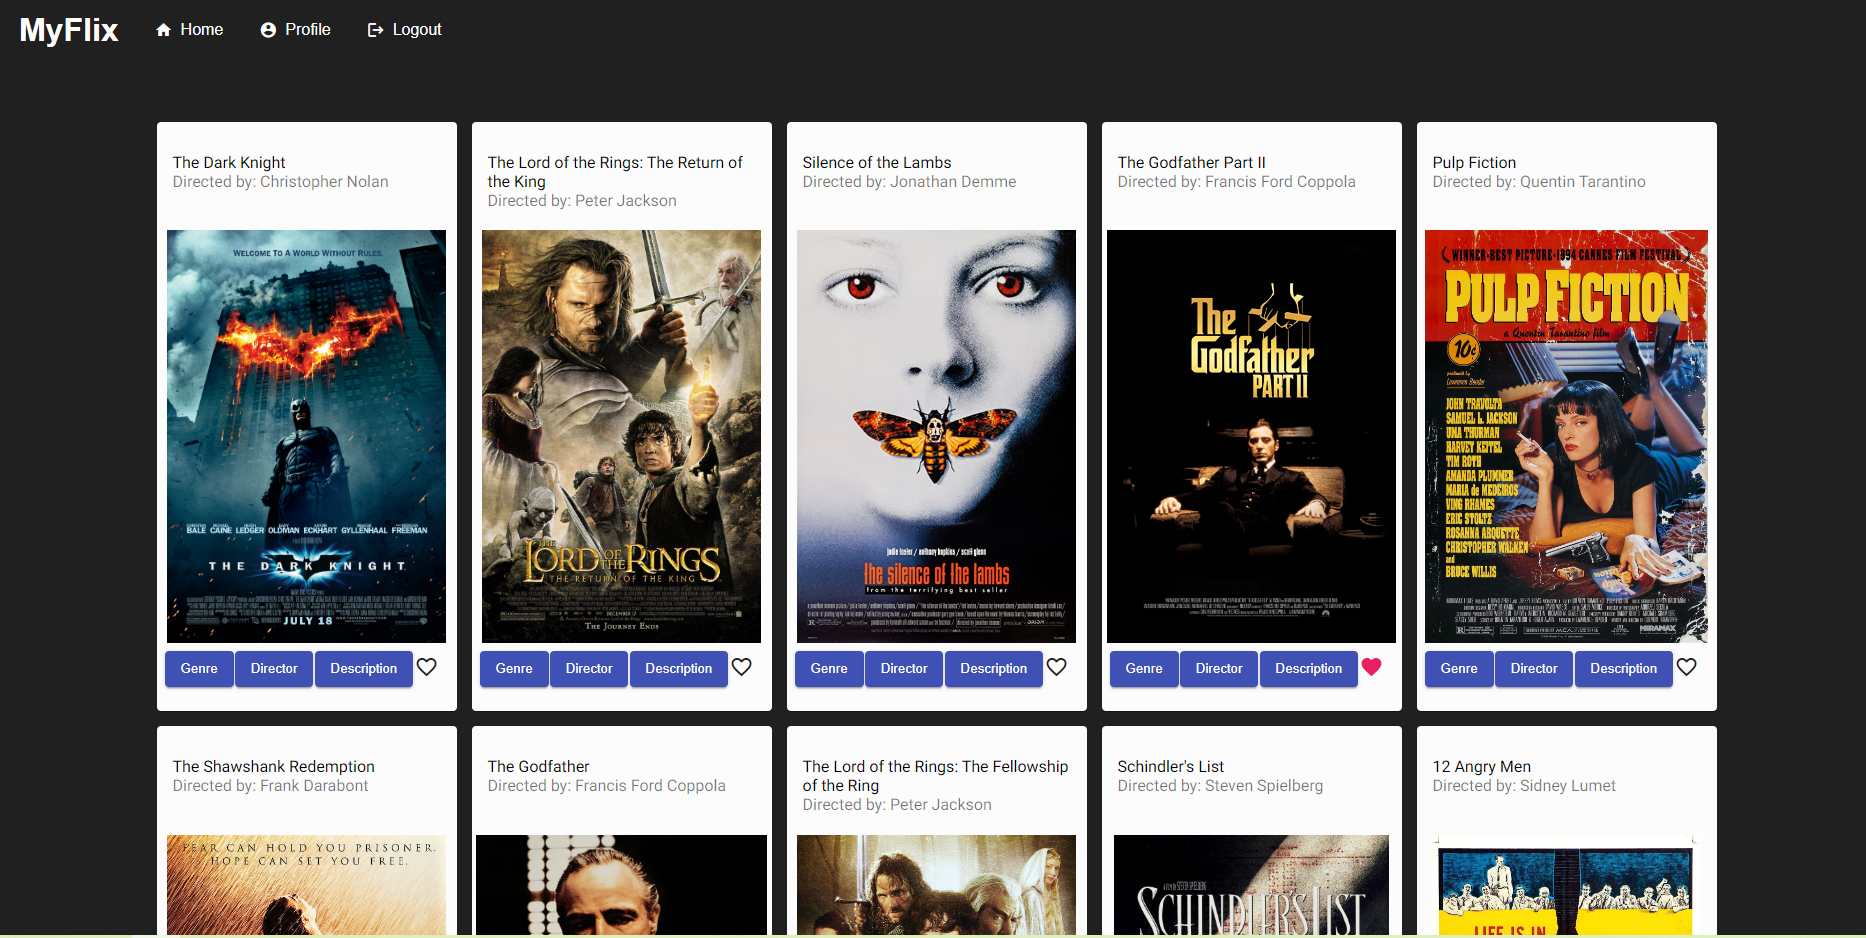 MyFlix
Home
Profile
Logout
The Dark Knight
Directed by: Christopher Nolan
WELCOME TO A WORLD WITHOUT RULES.
BALE CAINE LEDGER OLDMAN ECKHART GYLLENHAAL FREEMAN
THE DARK KNIGHT
JULY 18
Genre
Director
Description
The Lord of the Rings: The Return of
the King
Directed by: Peter Jackson
THE
LORD OF THE RINGS
THE RETURN OF THE KING
THE JOURNEY ENDS
Genre
Director
Description
Silence of the Lambs
Directed by: Jonathan Demme
jodie foster / anthony hopkins / scott glenn
the silence of the lambs
from the terrifying best seller
Genre
Director
Description
The Godfather Part II
Directed by: Francis Ford Coppola
The
Godfather
PART II
Genre
Director
Description
Pulp Fiction
Directed by: Quentin Tarantino
WINNER-BEST PICTURE-1994 CANNES FILM FESTIVAL
PULP FICTION
a Quentin Tarantino film
10¢
produced by
Lawrence Bender
JOHN TRAVOLTA
SAMUEL L. JACKSON
UMA THURMAN
HARVEY KEITEL
TIM ROTH
AMANDA PLUMMER
MARIA de MEDEIROS
VING RHAMES
ERIC STOLTZ
ROSANNA ARQUETTE
CHRISTOPHER WALKEN
and
BRUCE WILLIS
MIRAMAX
Genre
Director
Description
The Shawshank Redemption
Directed by: Frank Darabont
FEAR CAN HOLD YOU PRISONER.
HOPE CAN SET YOU FREE.
The Godfather
Directed by: Francis Ford Coppola
The Lord of the Rings: The Fellowship
of the Ring
Directed by: Peter Jackson
Schindler's List
Directed by: Steven Spielberg
A FILM BY STEVEN SPIELBERG
SCHINDLER'S LIST
12 Angry Men
Directed by: Sidney Lumet
LIFE IS IN